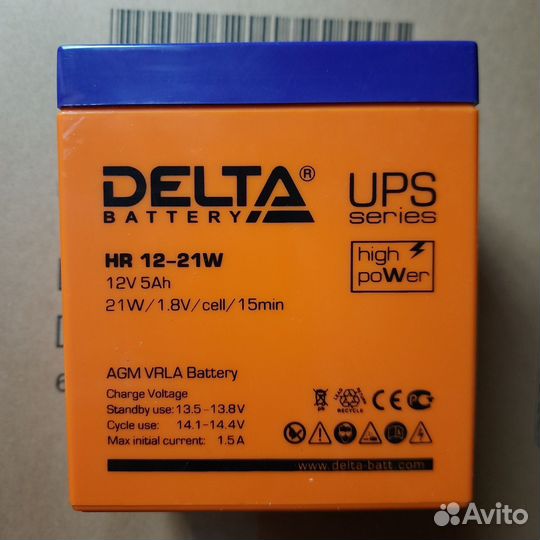 DELTA®
BATTERY
UPS
series
HR 12-21W
12V 5Ah
21W/1.8V/cell/15min
high
poWer
AGM VRLA Battery
Charge Voltage
Standby use: 13.5-13.8V
Cycle use: 14.1-14.4V
Max initial current: 1.5A
Pb
RECYCLE
www.delta-batt.com
Avito